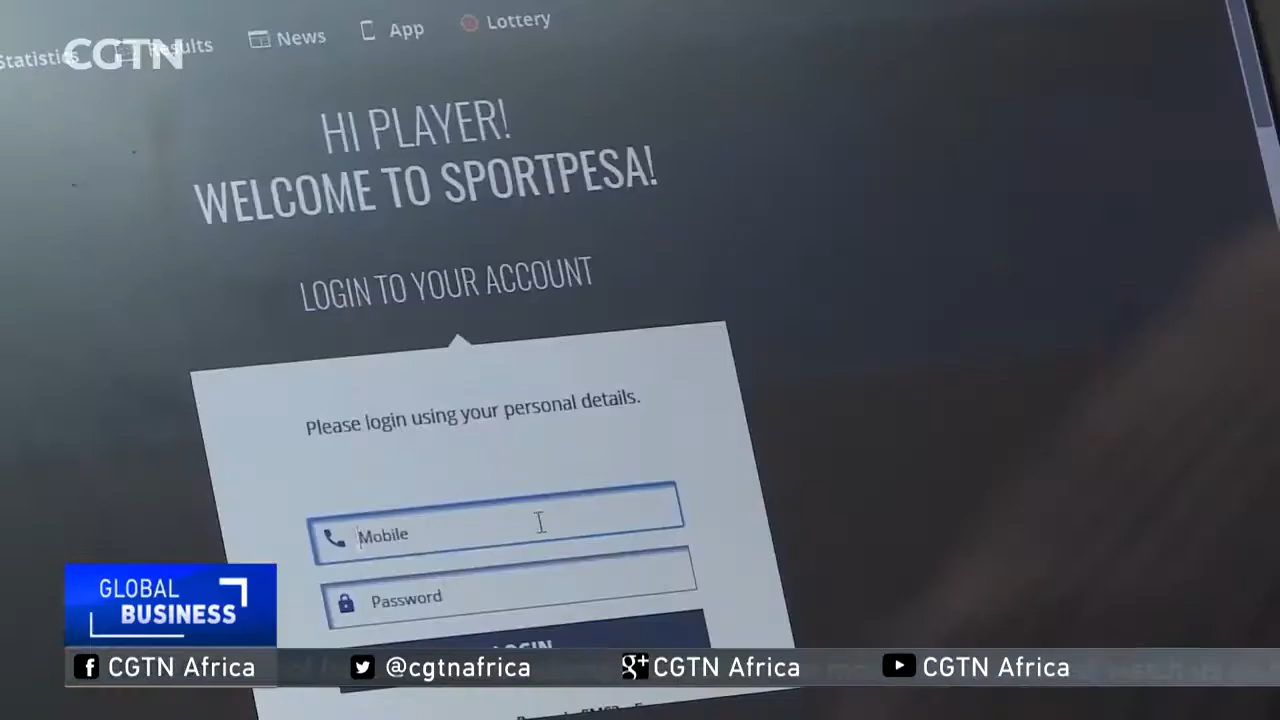 Statistics Results News App Lottery
CGTN
HI PLAYER!
WELCOME TO SPORTPESA!
LOGIN TO YOUR ACCOUNT
Please login using your personal details.
Mobile
Password
LOGIN
GLOBAL
BUSINESS
CGTN Africa @cgtnafrica g+ CGTN Africa CGTN Africa